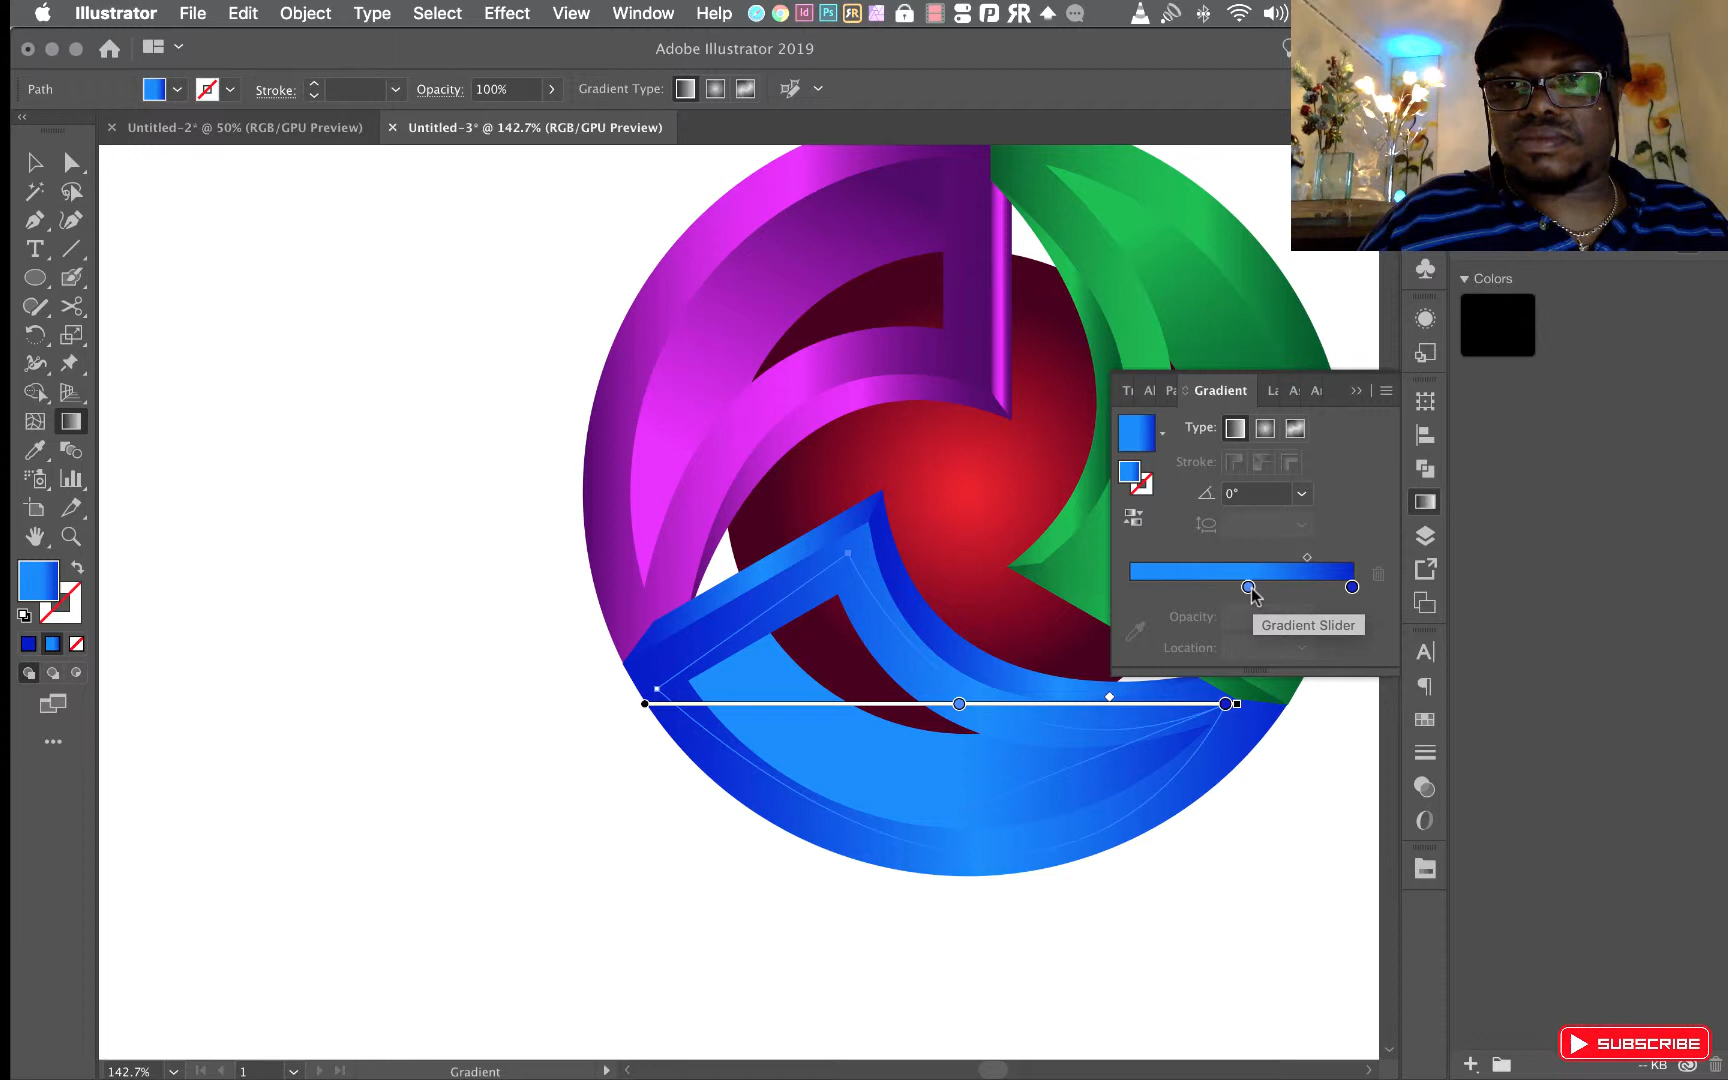 Illustrator File Edit Object Type Select Effect View Window Help
Adobe Illustrator 2019
Path Stroke: Opacity: 100% Gradient Type:
Untitled-2* @ 50% (RGB/GPU Preview) Untitled-3* @ 142.7% (RGB/GPU Preview)
Colors
Gradient
Type:
Stroke:
0°
Gradient Slider
Opacity:
Location:
142.7% 1 Gradient
SUBSCRIBE
-- KB